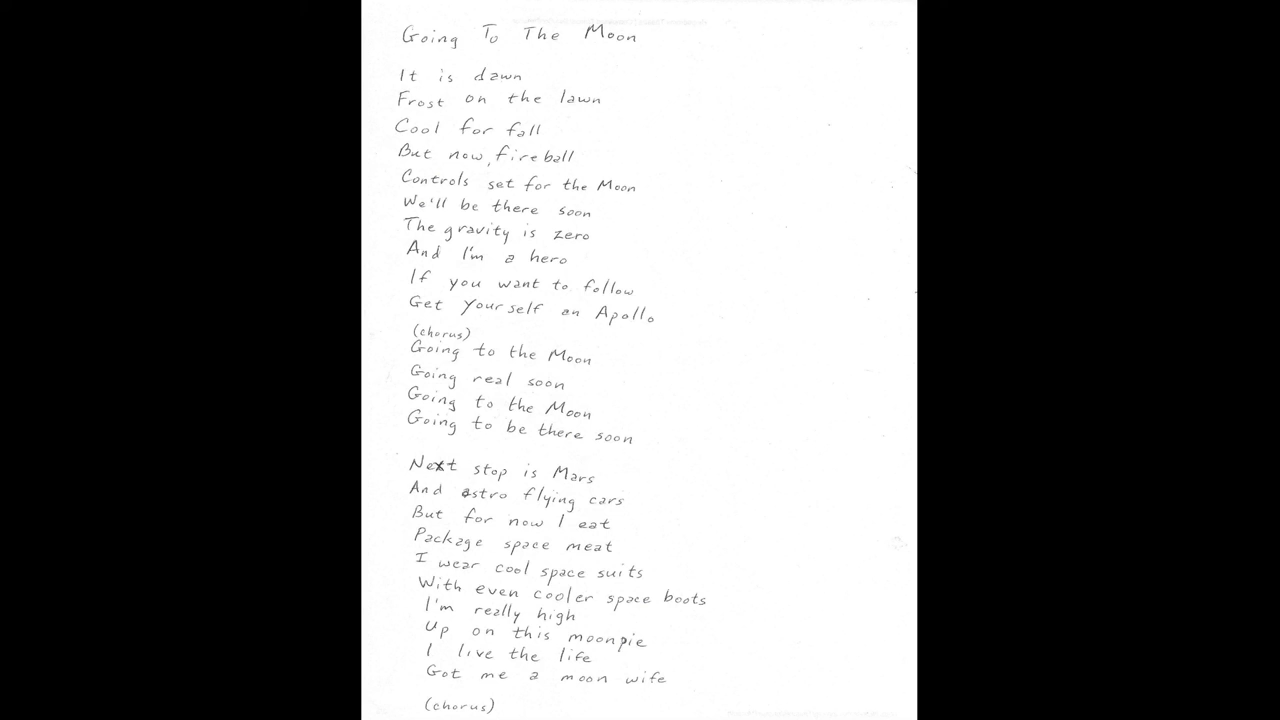 Going To The Moon
It is dawn
Frost on the lawn
Cool for fall
But now, fireball
Controls set for the Moon
We'll be there soon
The gravity is zero
And I'm a hero
If you want to follow
Get yourself an Apollo
(chorus)
Going to the Moon
Going real soon
Going to the Moon
Going to be there soon
Next stop is Mars
And astro flying cars
But for now I eat
Package space meat
I wear cool space suits
With even cooler space boots
I'm really high
Up on this moonpie
I live the life
Got me a moon wife
(chorus)